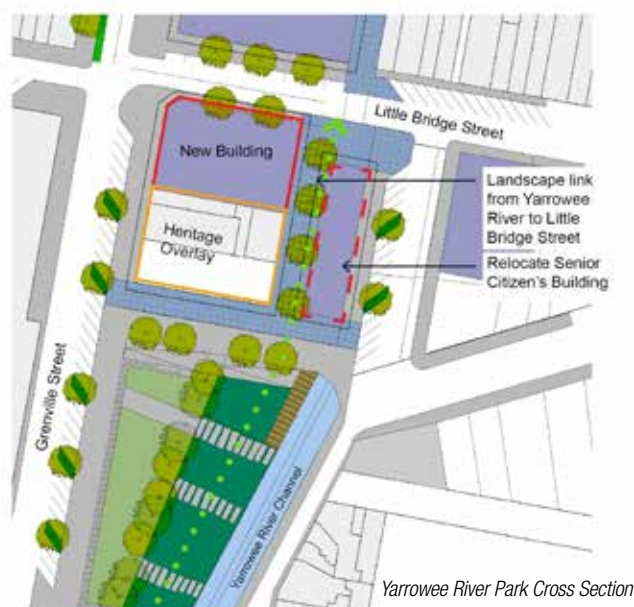 Little Bridge Street
New Building
Landscape link
from Yarrowee
River to Little
Bridge Street
Heritage
Overlay
Relocate Senior
Citizen's Building
Grenville Street
Yarrowee River Channel
Yarrowee River Park Cross Section